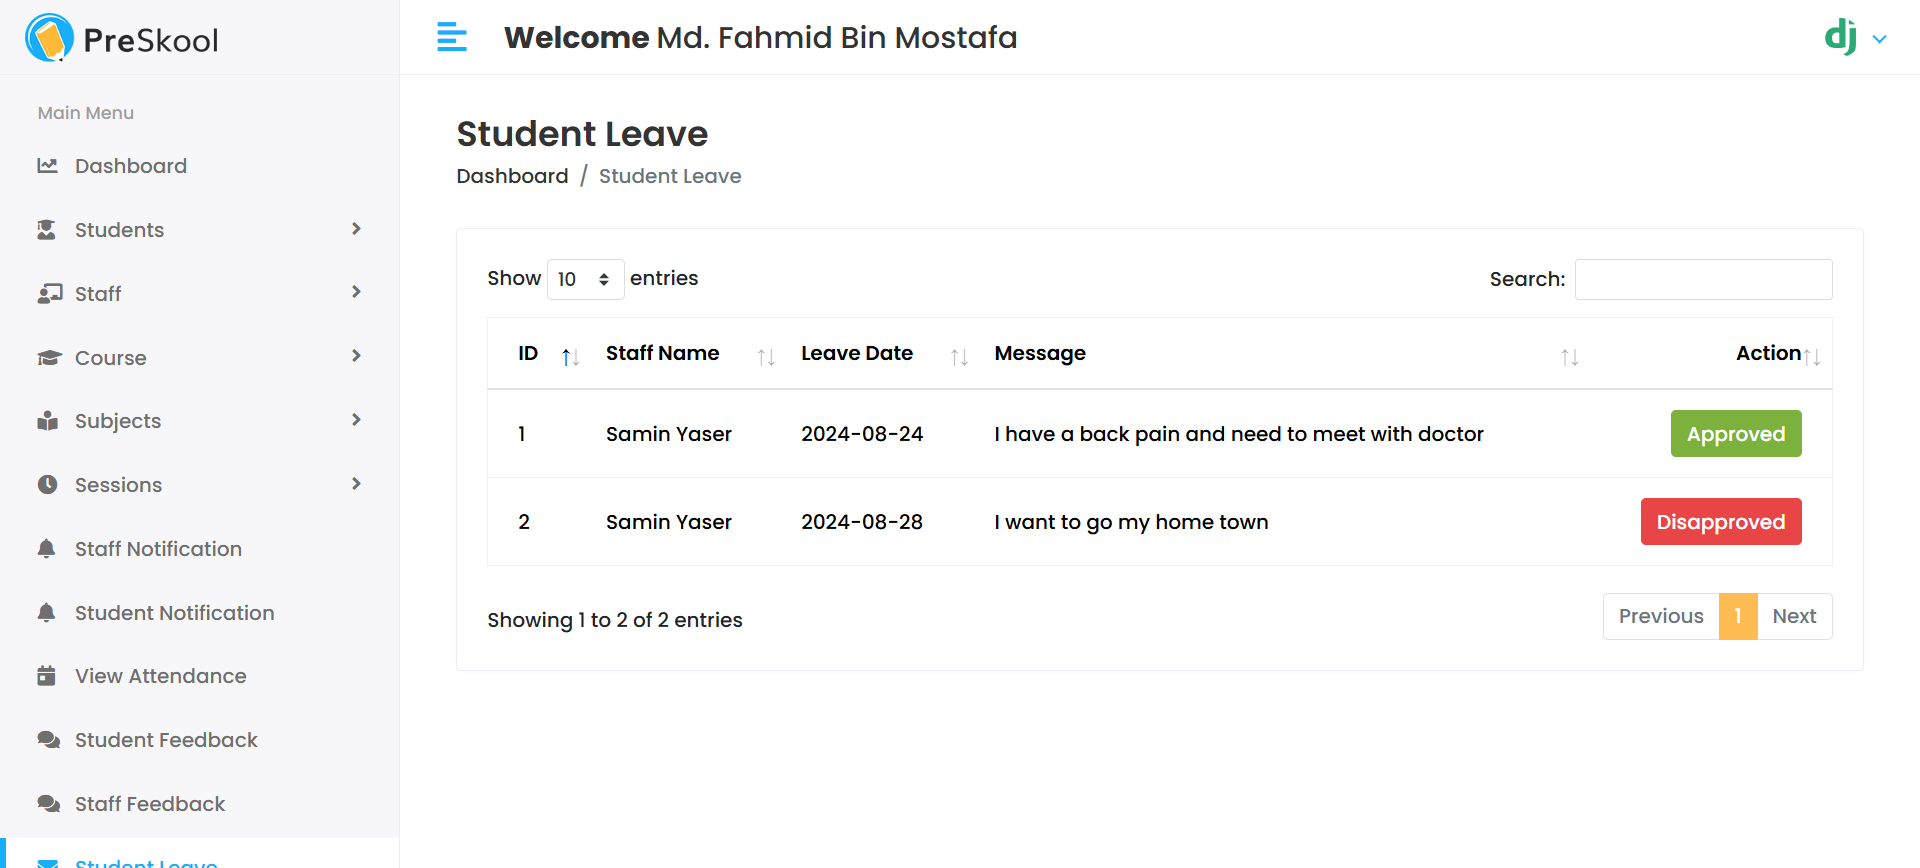 PreSkool
Welcome Md. Fahmid Bin Mostafa
dj
Main Menu
Dashboard
Students
Staff
Course
Subjects
Sessions
Staff Notification
Student Notification
View Attendance
Student Feedback
Staff Feedback
Student Leave
Student Leave
Dashboard / Student Leave
Show 10 entries
Search:
ID Staff Name Leave Date Message Action
1 Samin Yaser 2024-08-24 I have a back pain and need to meet with doctor Approved
2 Samin Yaser 2024-08-28 I want to go my home town Disapproved
Showing 1 to 2 of 2 entries
Previous 1 Next